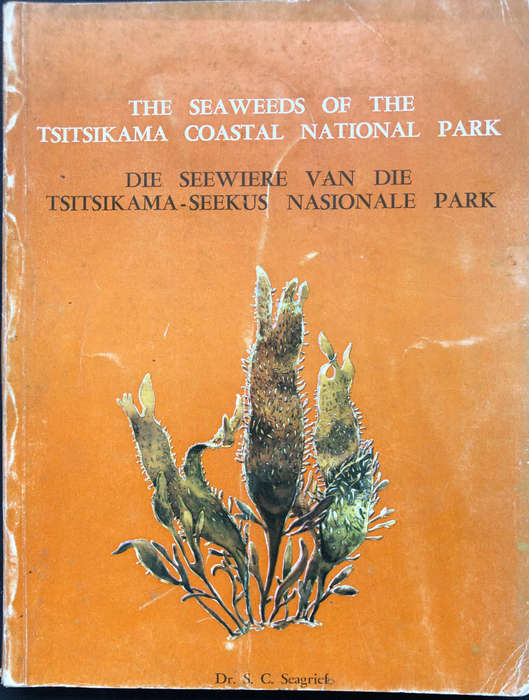 THE SEAWEEDS OF THE
TSITSIKAMA COASTAL NATIONAL PARK
DIE SEEWIERE VAN DIE
TSITSIKAMA-SEEKUS NASIONALE PARK
Dr. S. C. Seagrief